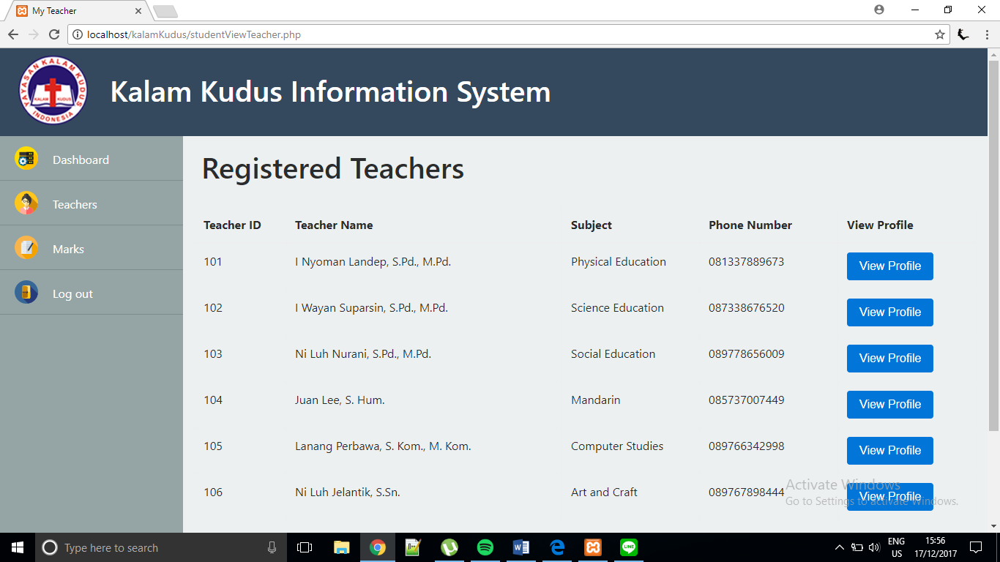 My Teacher
localhost/kalamKudus/studentViewTeacher.php
YAYASAN KALAM KUDUS
KALAM KUDUS
INDONESIA
Kalam Kudus Information System
Dashboard
Teachers
Marks
Log out
Registered Teachers
Teacher ID Teacher Name Subject Phone Number View Profile
101 I Nyoman Landep, S.Pd., M.Pd. Physical Education 081337889673 View Profile
102 I Wayan Suparsin, S.Pd., M.Pd. Science Education 087338676520 View Profile
103 Ni Luh Nurani, S.Pd., M.Pd. Social Education 089778656009 View Profile
104 Juan Lee, S. Hum. Mandarin 085737007449 View Profile
105 Lanang Perbawa, S. Kom., M. Kom. Computer Studies 089766342998 View Profile
106 Ni Luh Jelantik, S.Sn. Art and Craft 089767898444 View Profile
Activate Windows
Go to Settings to activate Windows.
Type here to search
ENG 15:56
US 17/12/2017
LINE